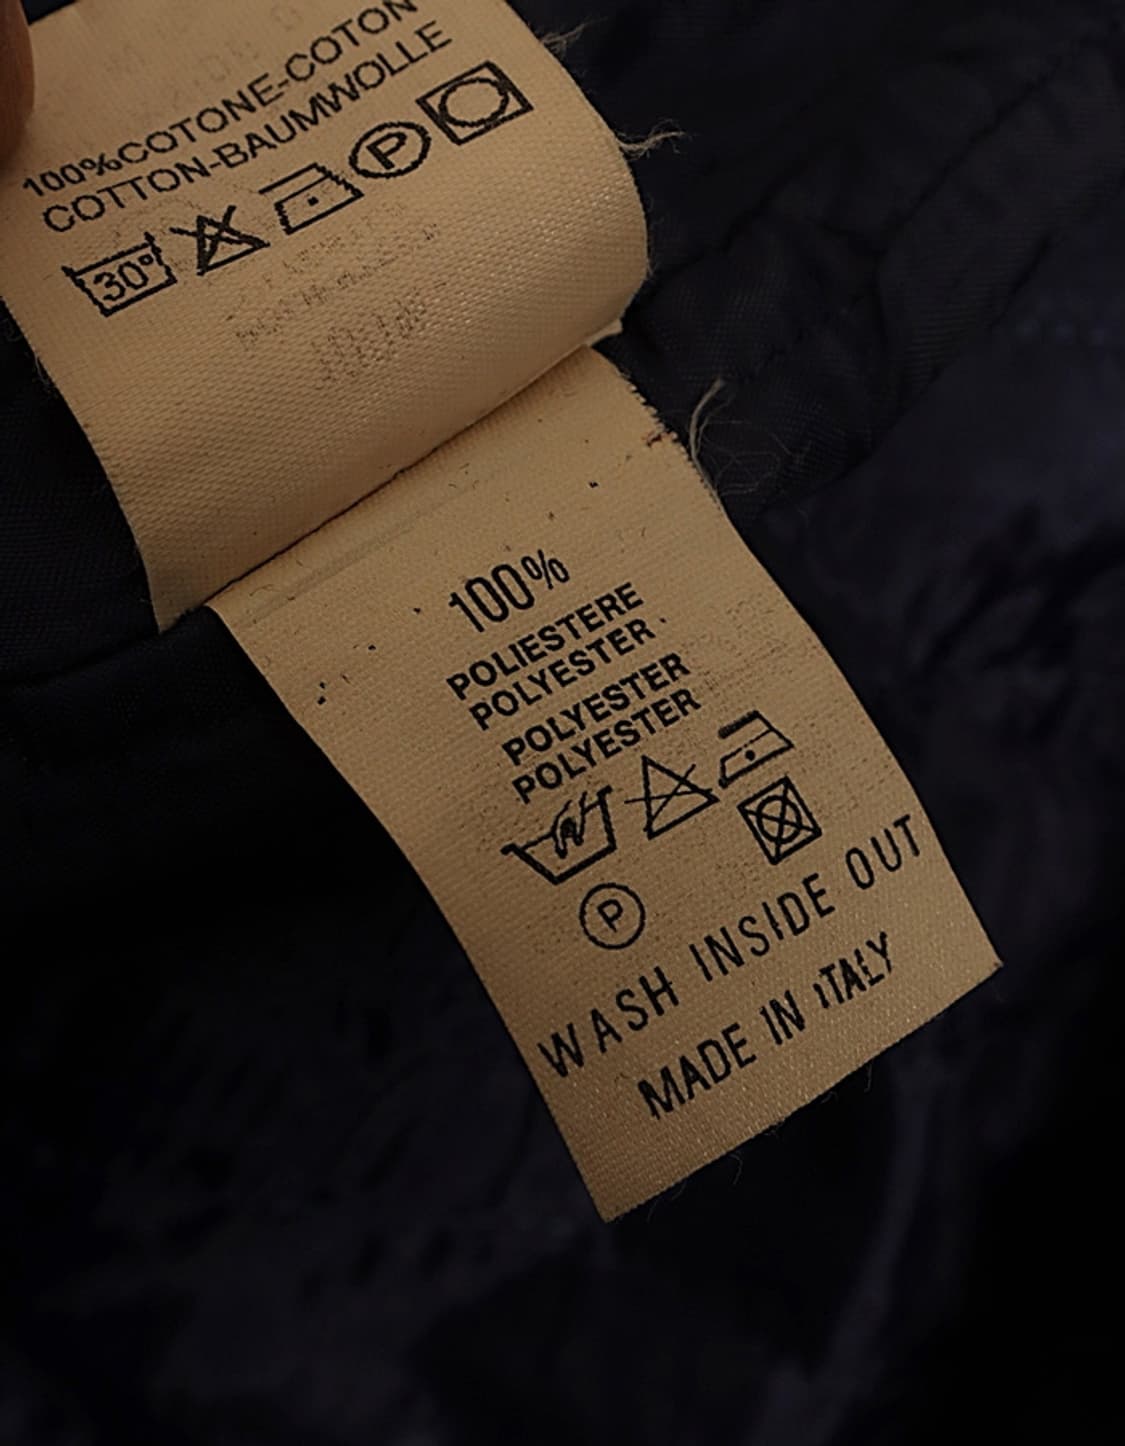 100%COTONE-COTON
COTTON-BAUMWOLLE
30°
P
100%
POLIESTERE
POLYESTER
POLYESTER
POLYESTER
P
WASH INSIDE OUT
MADE IN iTALY